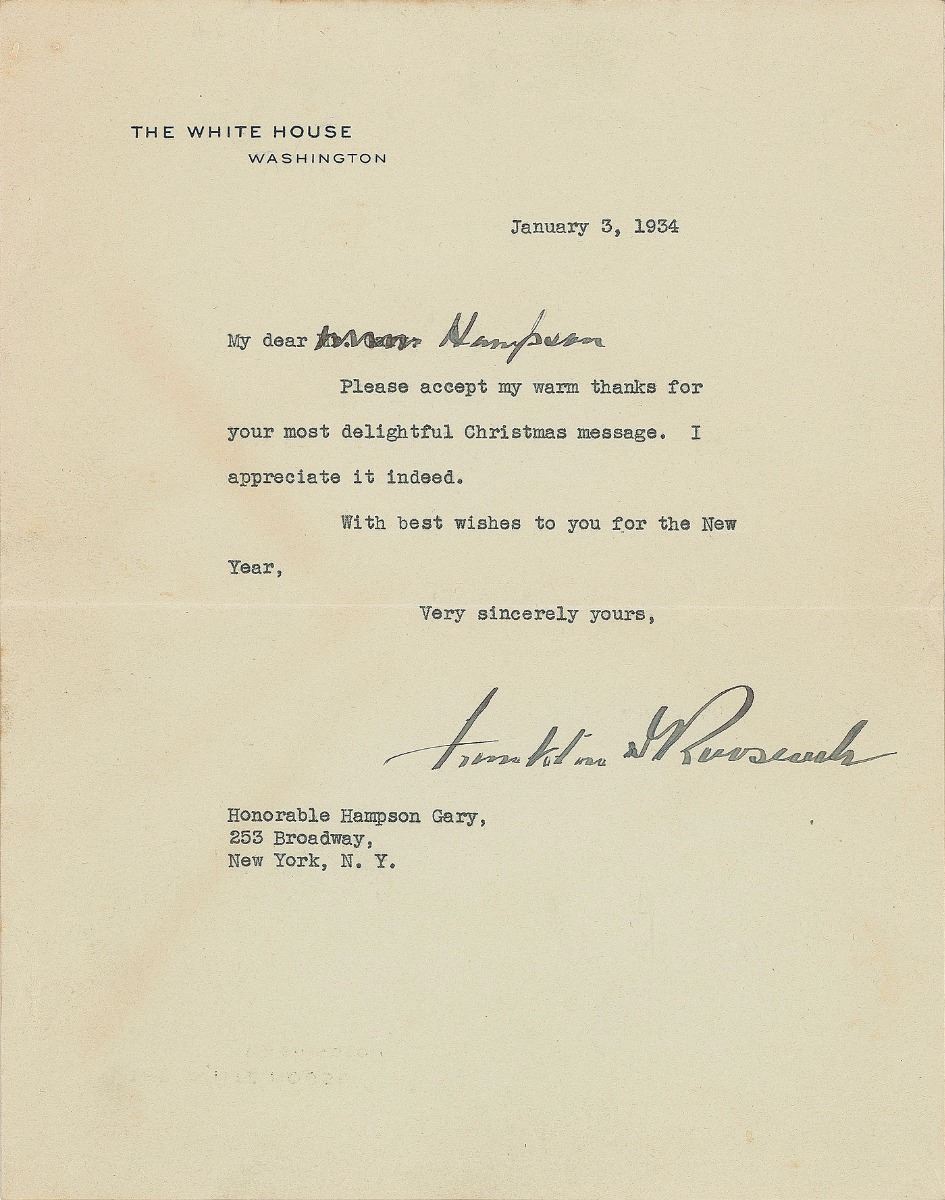 THE WHITE HOUSE
WASHINGTON
January 3, 1934
My dear Hampson
Please accept my warm thanks for
your most delightful Christmas message. I
appreciate it indeed.
With best wishes to you for the New
Year,
Very sincerely yours,
Franklin D Roosevelt
Honorable Hampson Gary,
253 Broadway,
New York, N. Y.